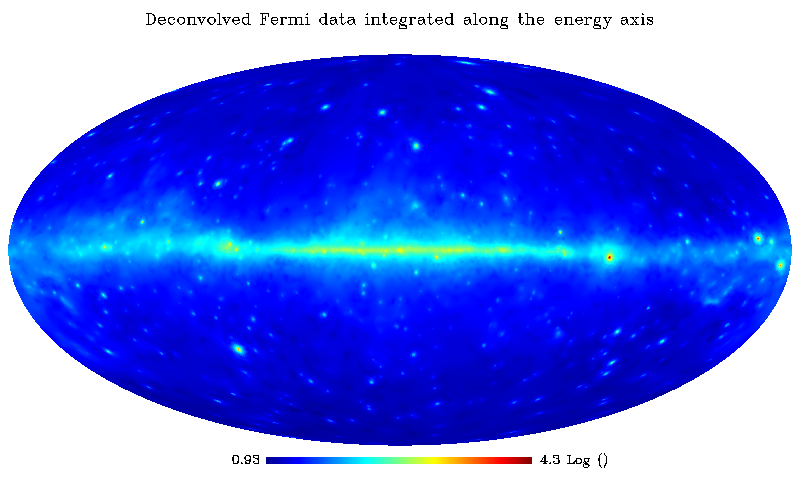 Deconvolved Fermi data integrated along the energy axis
0.93 4.3 Log ()